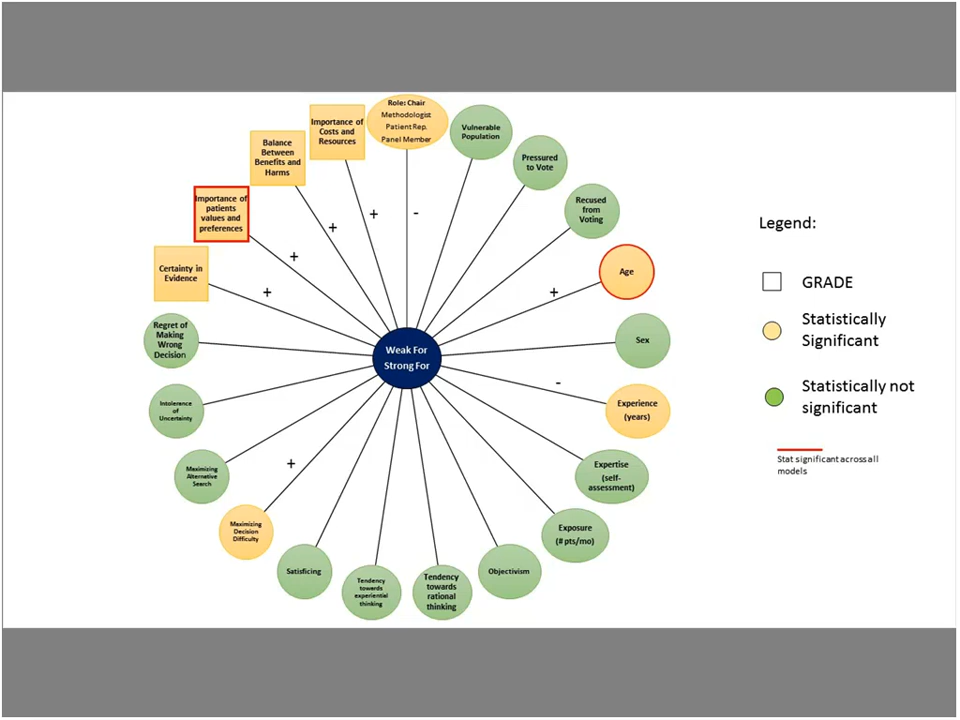 Role: Chair
Methodologist
Patient Rep.
Panel Member
Vulnerable
Population
Pressured
to Vote
Recused
from
Voting
Age
Sex
Experience
(years)
Expertise
(self-
assessment)
Exposure
(# pts/mo)
Objectivism
Tendency
towards
rational
thinking
Tendency
towards
experiential
thinking
Satisficing
Maximizing
Decision
Difficulty
Maximizing
Alternative
Search
Intolerance
of
Uncertainty
Regret of
Making
Wrong
Decision
Certainty in
Evidence
Importance of
patients
values and
preferences
Balance
Between
Benefits and
Harms
Importance of
Costs and
Resources
+
+
+
+
-
+
-
+
Weak For
Strong For
Legend:
GRADE
Statistically
Significant
Statistically not
significant
Stat significant across all
models